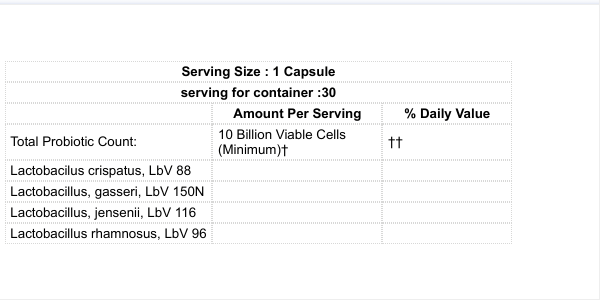 Serving Size : 1 Capsule
serving for container :30
Amount Per Serving % Daily Value
Total Probiotic Count: 10 Billion Viable Cells (Minimum)† ††
Lactobacilus crispatus, LbV 88
Lactobacillus, gasseri, LbV 150N
Lactobacillus, jensenii, LbV 116
Lactobacillus rhamnosus, LbV 96